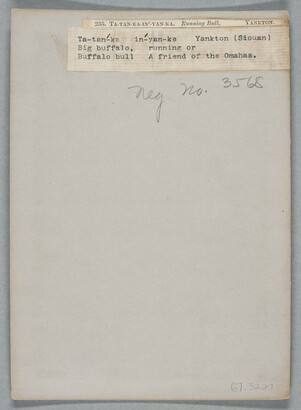 235. TA-TAN-KA-IN'-YAN-KA. Running Bull. YANKTON.
Ta-tan'-ka in'-yan-ke Yankton (Siouan)
Big buffalo, running or
Buffalo bull A friend of the Omahas.
Neg. No. 3568